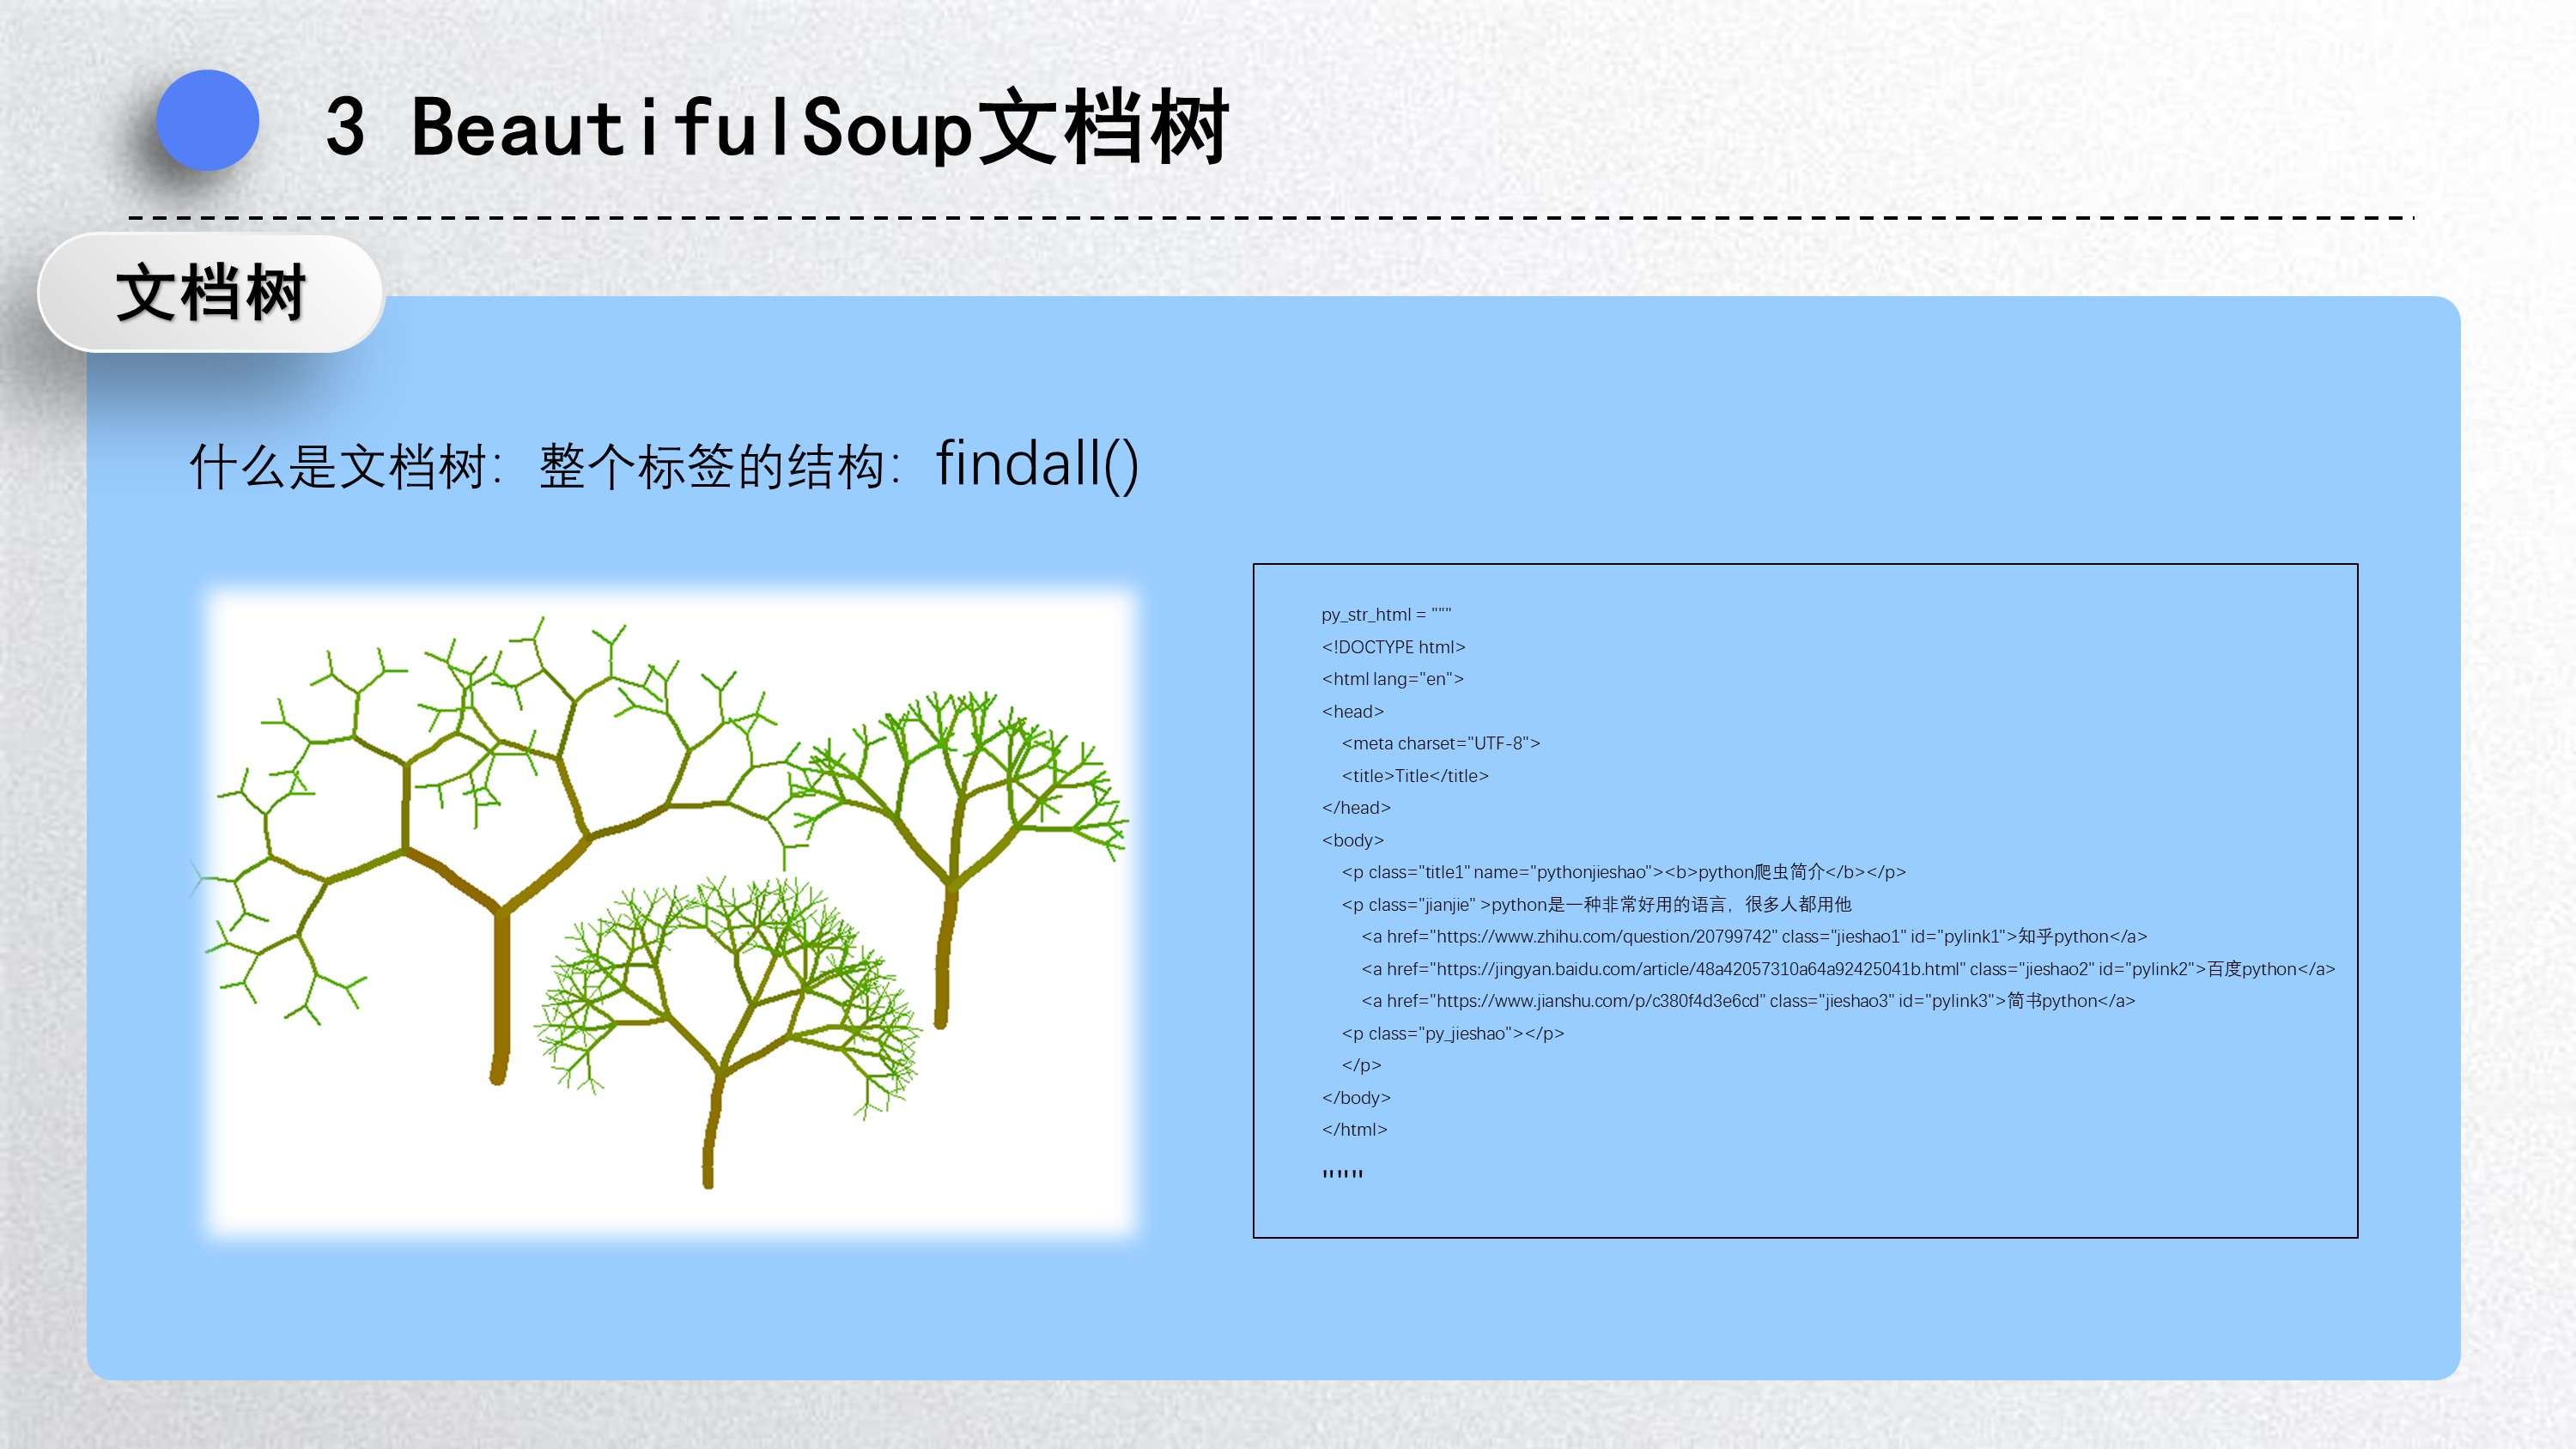 3 BeautifulSoup文档树
文档树
什么是文档树：整个标签的结构：findall()
py_str_html = """
<!DOCTYPE html>
<html lang="en">
<head>
    <meta charset="UTF-8">
    <title>Title</title>
</head>
<body>
    <p class="title1" name="pythonjieshao"><b>python爬虫简介</b></p>
    <p class="jianjie" >python是一种非常好用的语言，很多人都用他
        <a href="https://www.zhihu.com/question/20799742" class="jieshao1" id="pylink1">知乎python</a>
        <a href="https://jingyan.baidu.com/article/48a42057310a64a92425041b.html" class="jieshao2" id="pylink2">百度python</a>
        <a href="https://www.jianshu.com/p/c380f4d3e6cd" class="jieshao3" id="pylink3">简书python</a>
    <p class="py_jieshao"></p>
    </p>
</body>
</html>
"""